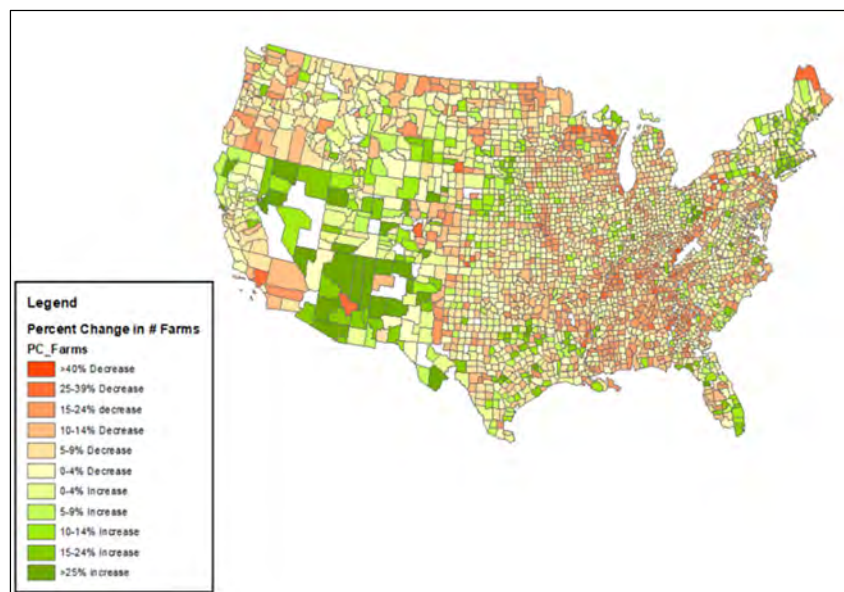 Legend
Percent Change in # Farms
PC_Farms
>40% Decrease
25-39% Decrease
15-24% decrease
10-14% Decrease
5-9% Decrease
0-4% Decrease
0-4% Increase
5-9% Increase
10-14% Increase
15-24% Increase
>25% increase